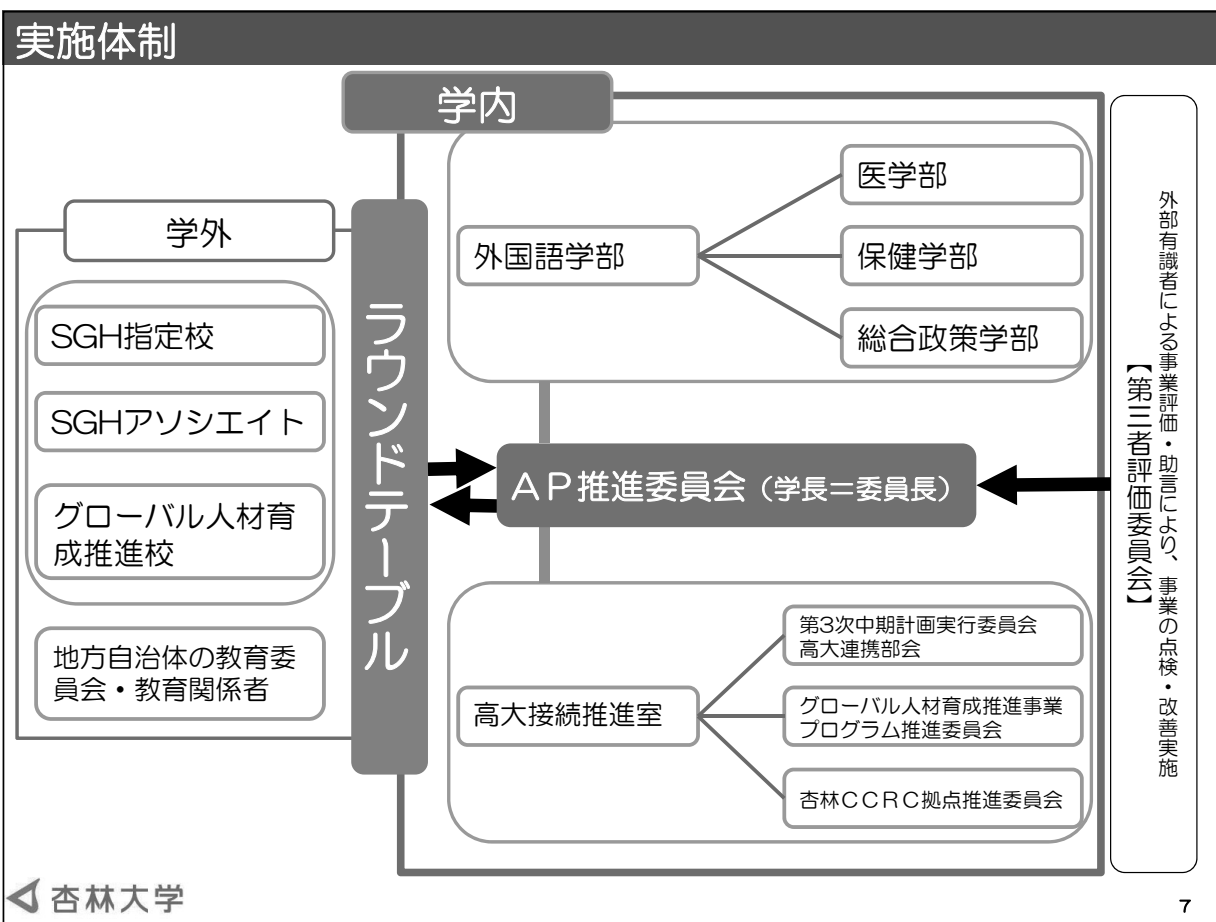 実施体制
学内
学外
SGH指定校
SGHアソシエイト
グローバル人材育
成推進校
地方自治体の教育委
員会・教育関係者
ラウンドテーブル
外国語学部
医学部
保健学部
総合政策学部
AP推進委員会（学長＝委員長）
高大接続推進室
第3次中期計画実行委員会
高大連携部会
グローバル人材育成推進事業
プログラム推進委員会
杏林CCRC拠点推進委員会
外部有識者による事業評価・助言により、事業の点検・改善実施
【第三者評価委員会】
杏林大学
7